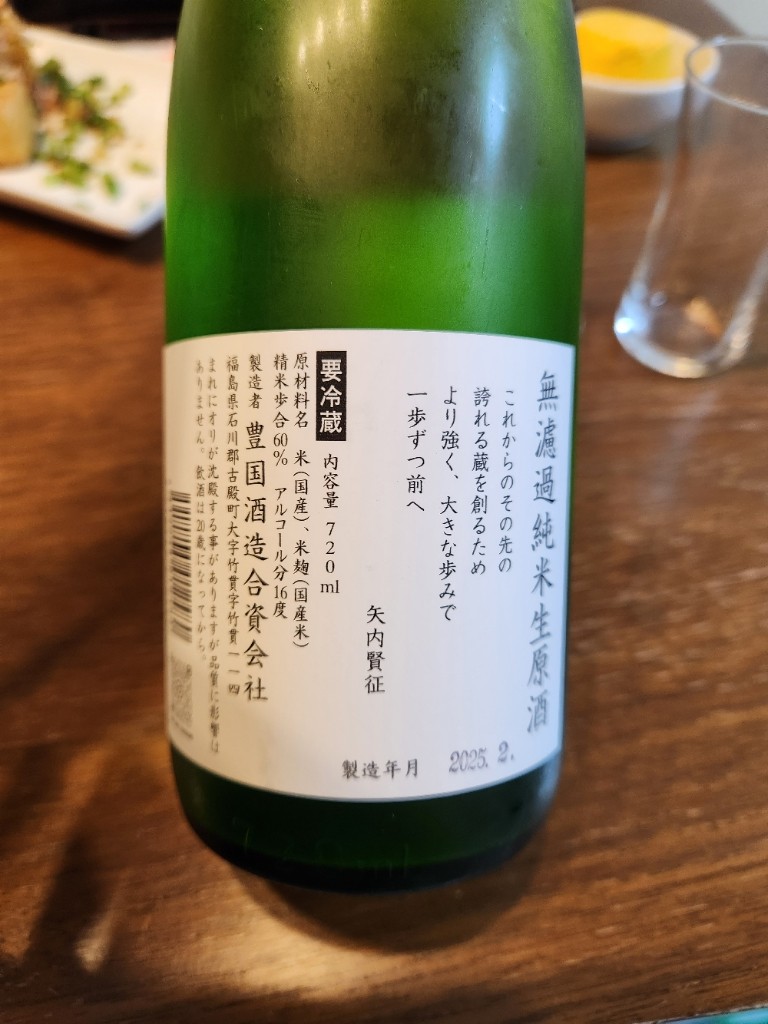 無濾過純米生原酒
これからのその先の
誇れる蔵を創るため
より強く、大きな歩みで
一歩ずつ前へ
矢内賢征
要冷蔵 内容量 720ml
原材料名 米(国産)、米麹(国産米)
精米歩合60% アルコール分16度
製造者 豊国酒造合資会社
福島県石川郡古殿町大字竹貫字竹貫一一四
まれにオリが沈殿する事がありますが品質に影響は
ありません。飲酒は20歳になってから。
製造年月 2025. 2.